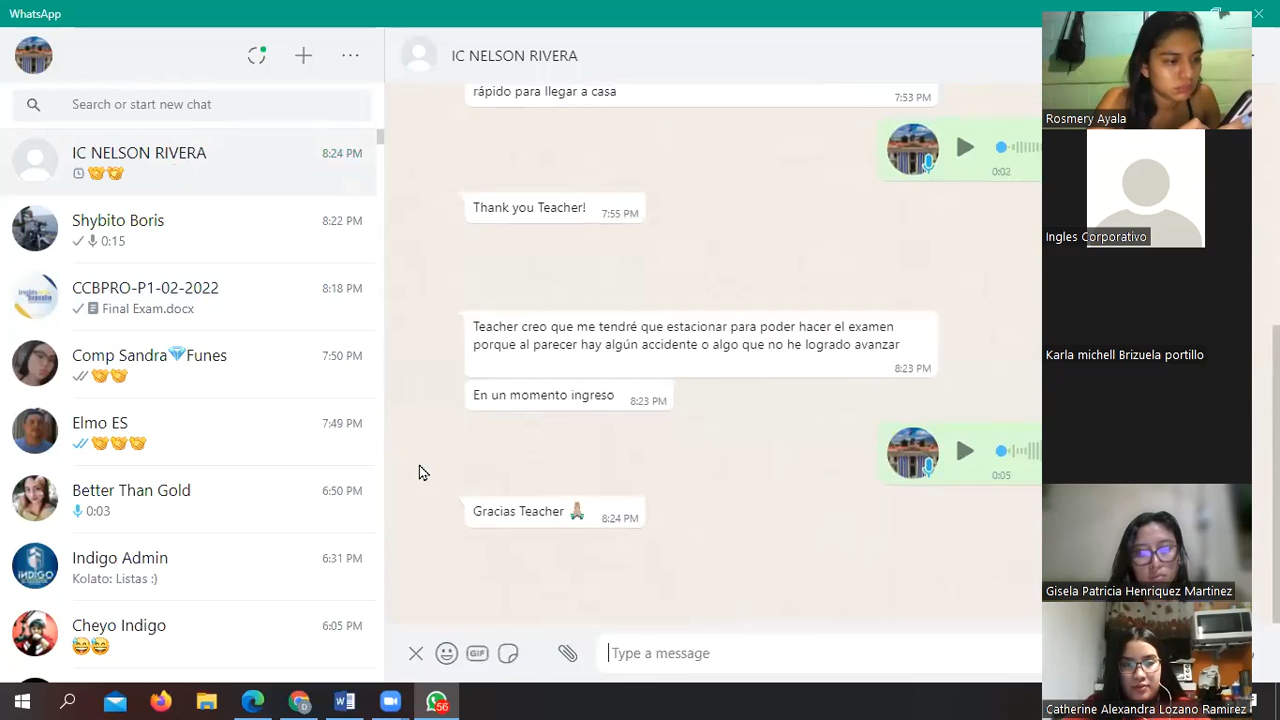 WhatsApp
IC NELSON RIVERA
Search or start new chat
IC NELSON RIVERA 8:24 PM
Shybito Boris 8:22 PM
0:15
CCBPRO-P1-02-2022 8:18 PM
Final Exam.docx
Comp Sandra💎Funes 7:50 PM
Elmo ES 7:49 PM
Better Than Gold 6:50 PM
0:03
Indigo Admin 6:31 PM
Kolato: Listas :)
Cheyo Indigo 6:05 PM
rápido para llegar a casa
7:53 PM
0:02
Thank you Teacher! 7:55 PM
Teacher creo que me tendré que estacionar para poder hacer el examen
porque al parecer hay algún accidente o algo que no he logrado avanzar
8:23 PM
En un momento ingreso 8:23 PM
0:05
Gracias Teacher 🙏🏼 8:24 PM
GIF
Type a message
56
Rosmery Ayala
Ingles Corporativo
Karla michell Brizuela portillo
Gisela Patricia Henriquez Martinez
Catherine Alexandra Lozano Ramirez